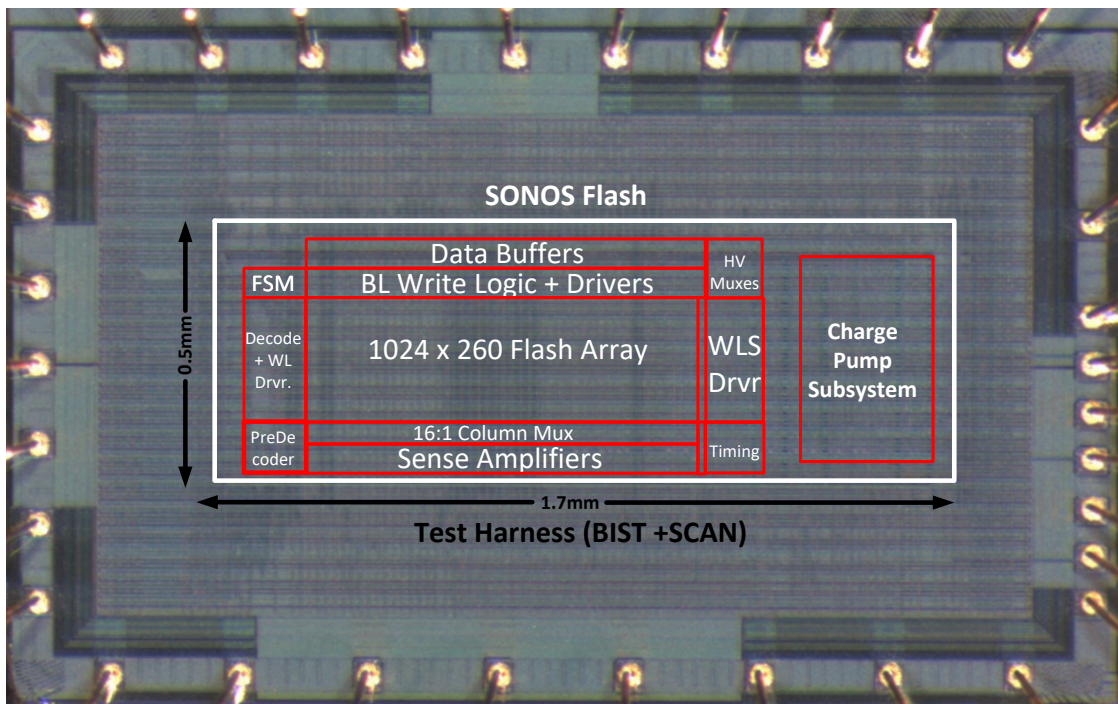 SONOS Flash
Data Buffers
HV
Muxes
FSM
BL Write Logic + Drivers
Decode
+ WL
Drvr.
1024 x 260 Flash Array
WLS
Drvr
Charge
Pump
Subsystem
0.5mm
PreDe
coder
16:1 Column Mux
Sense Amplifiers
Timing
1.7mm
Test Harness (BIST +SCAN)